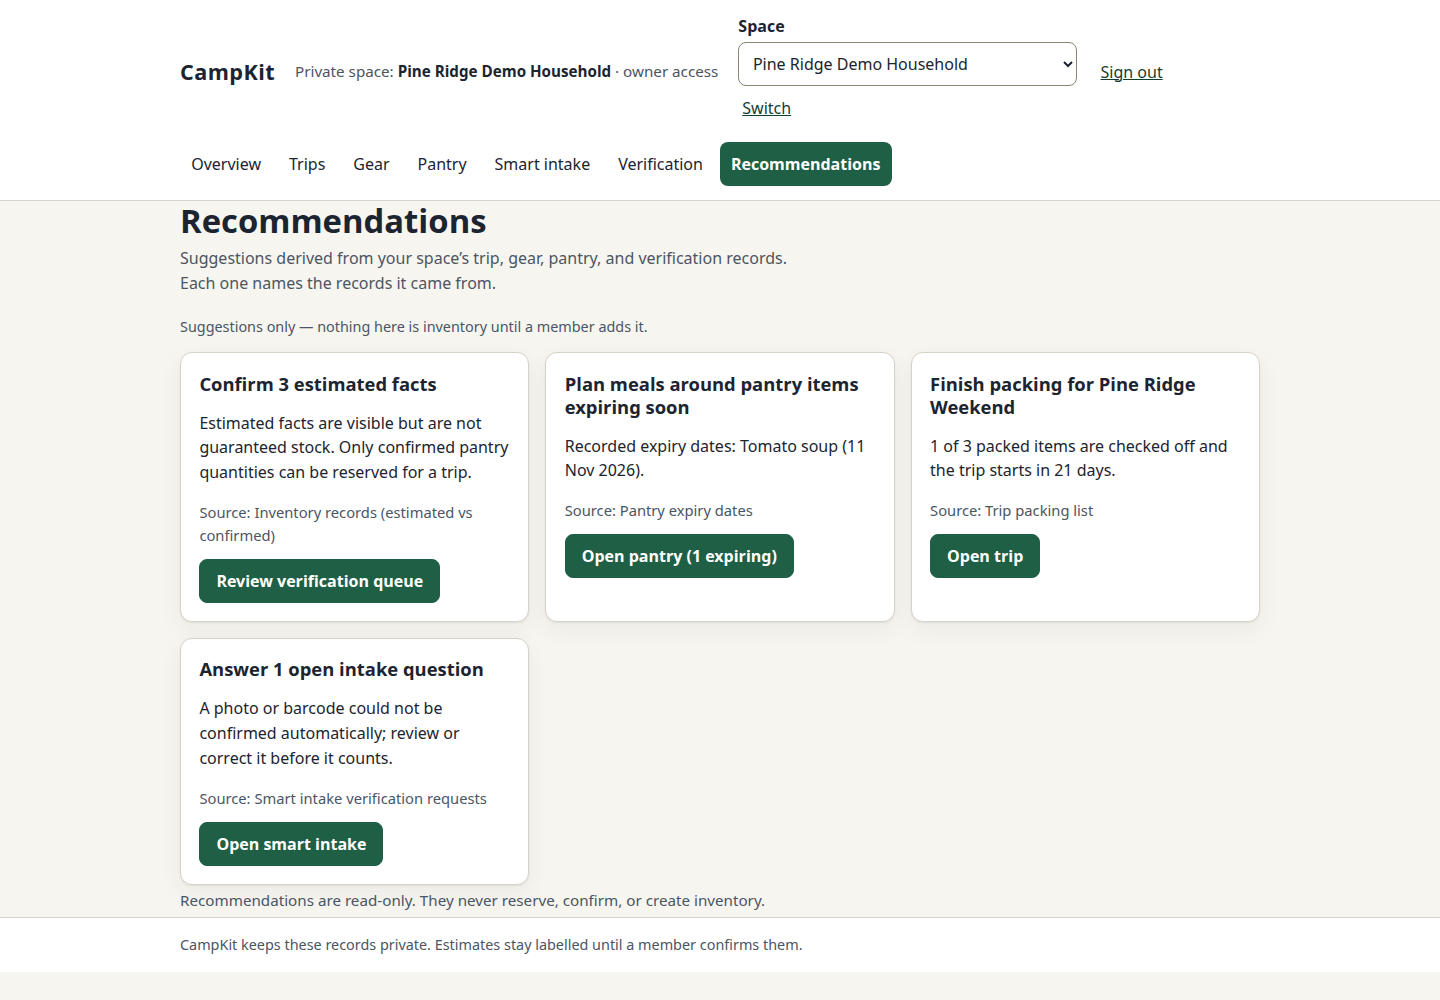 Space
CampKit
Private space: Pine Ridge Demo Household · owner access
Pine Ridge Demo Household
Sign out
Switch
Overview
Trips
Gear
Pantry
Smart intake
Verification
Recommendations
Recommendations
Suggestions derived from your space’s trip, gear, pantry, and verification records.
Each one names the records it came from.
Suggestions only — nothing here is inventory until a member adds it.
Confirm 3 estimated facts
Estimated facts are visible but are not
guaranteed stock. Only confirmed pantry
quantities can be reserved for a trip.
Source: Inventory records (estimated vs
confirmed)
Review verification queue
Plan meals around pantry items
expiring soon
Recorded expiry dates: Tomato soup (11
Nov 2026).
Source: Pantry expiry dates
Open pantry (1 expiring)
Finish packing for Pine Ridge
Weekend
1 of 3 packed items are checked off and
the trip starts in 21 days.
Source: Trip packing list
Open trip
Answer 1 open intake question
A photo or barcode could not be
confirmed automatically; review or
correct it before it counts.
Source: Smart intake verification requests
Open smart intake
Recommendations are read-only. They never reserve, confirm, or create inventory.
CampKit keeps these records private. Estimates stay labelled until a member confirms them.